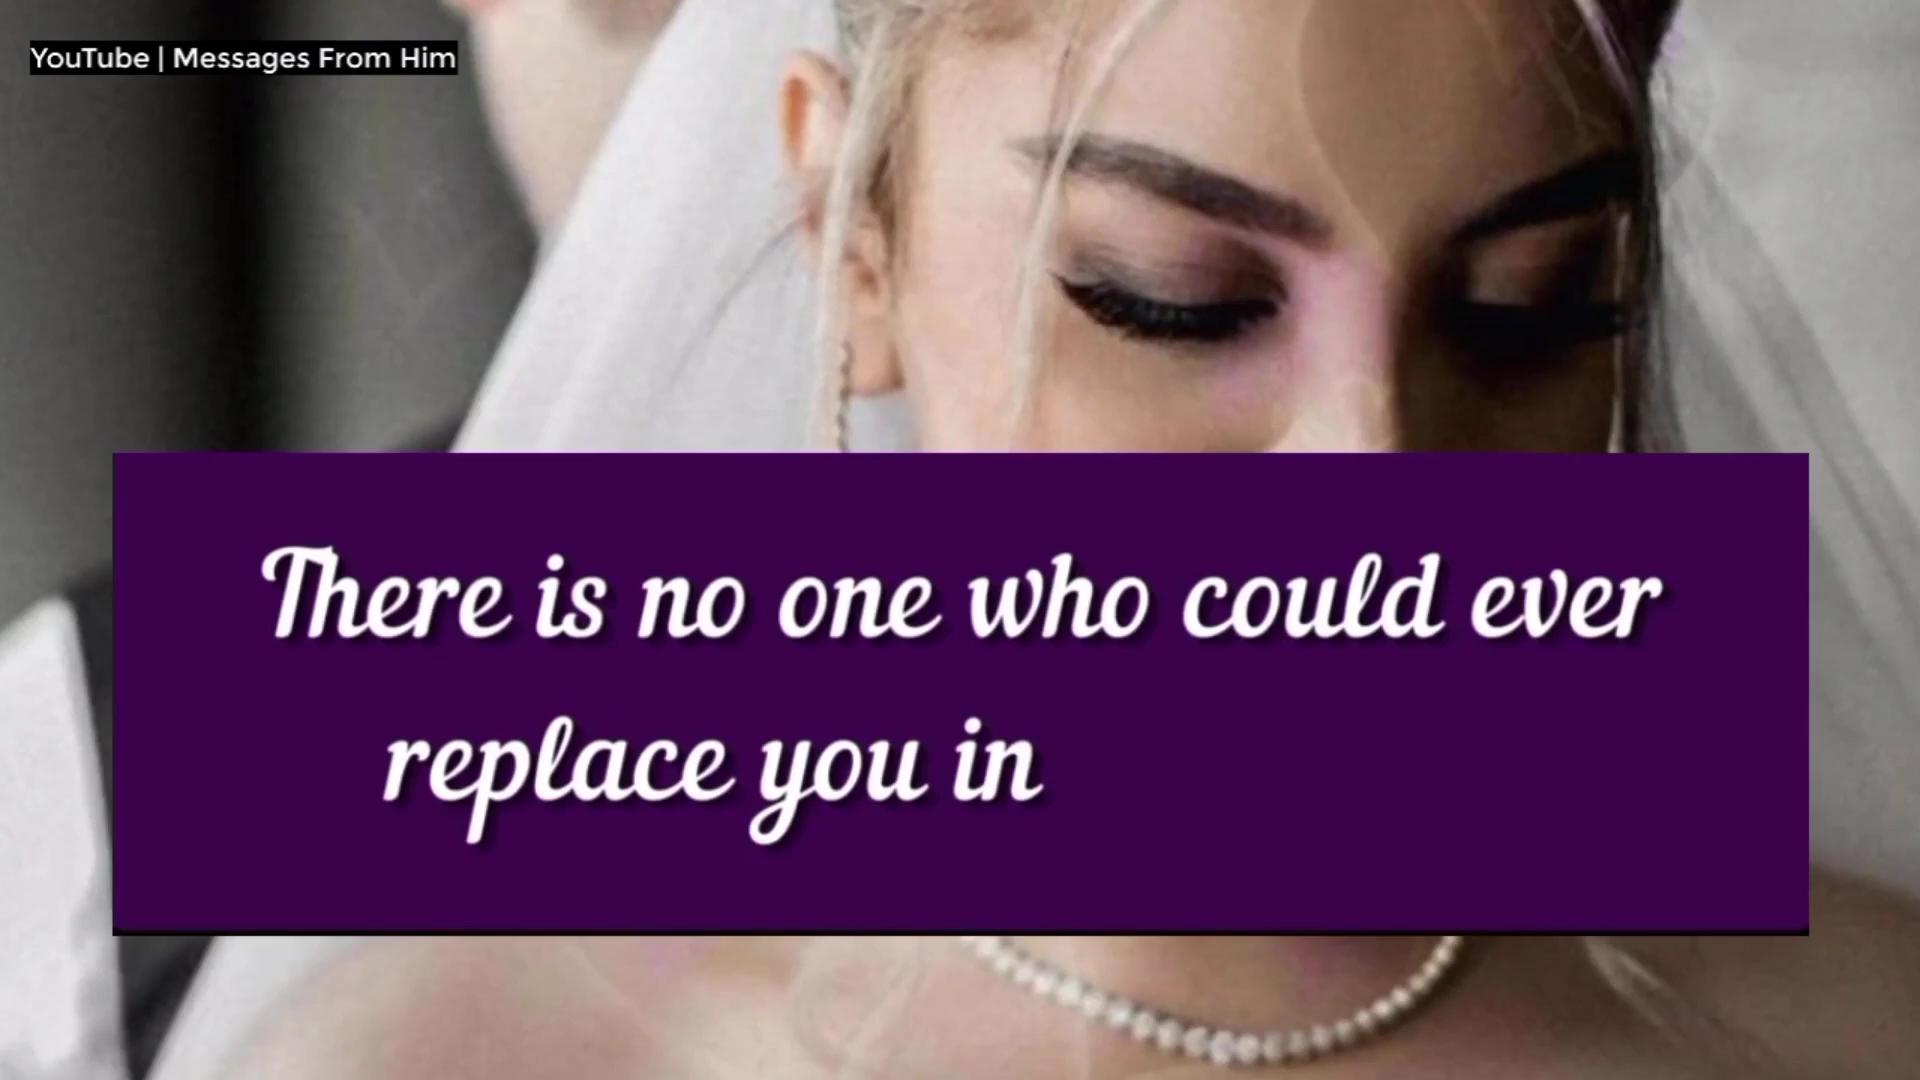 YouTube | Messages From Him
There is no one who could ever
replace you in